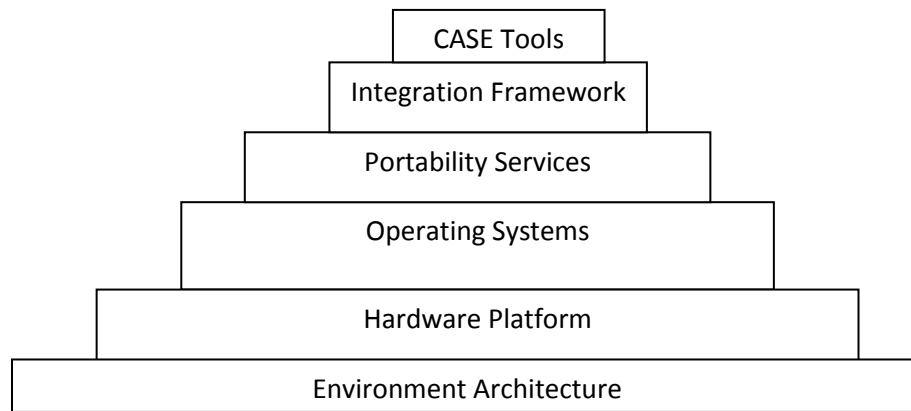 CASE Tools
Integration Framework
Portability Services
Operating Systems
Hardware Platform
Environment Architecture